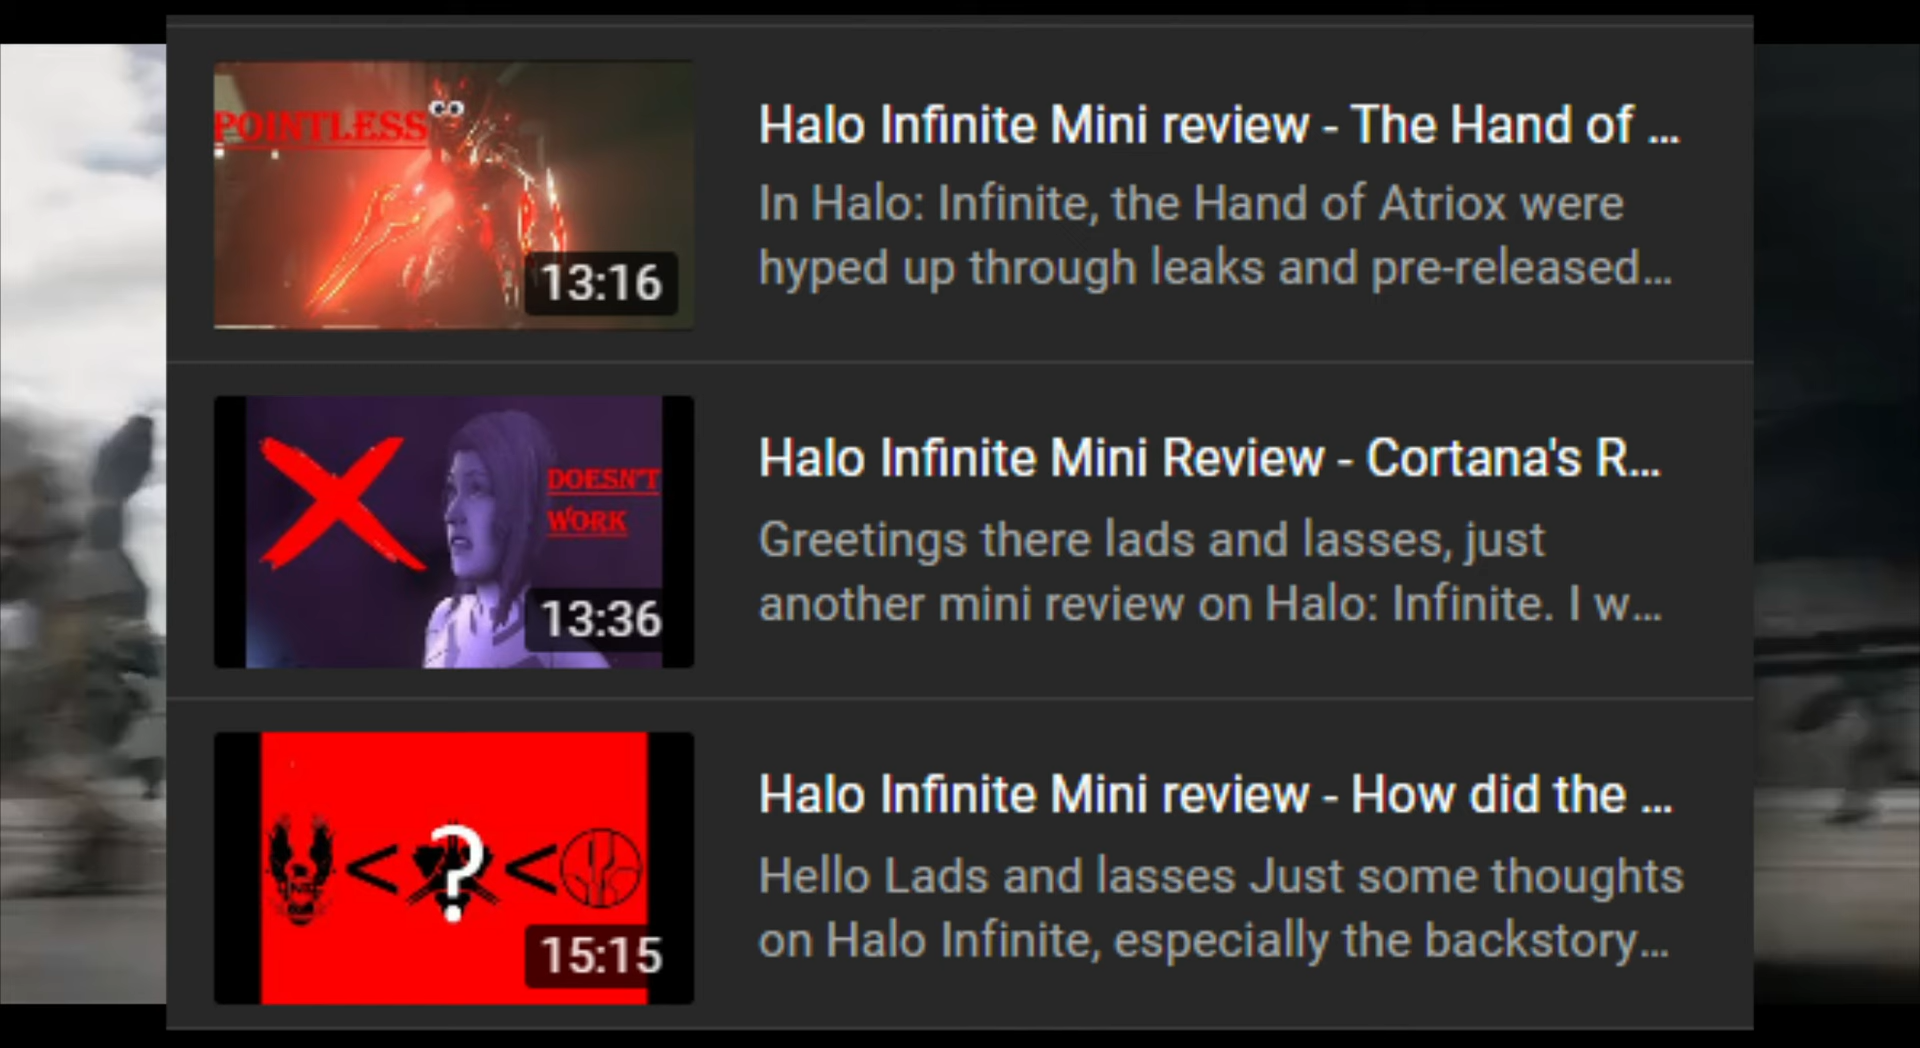 POINTLESS
13:16
Halo Infinite Mini review - The Hand of ...
In Halo: Infinite, the Hand of Atriox were
hyped up through leaks and pre-released...
DOESN'T
WORK
13:36
Halo Infinite Mini Review - Cortana's R...
Greetings there lads and lasses, just
another mini review on Halo: Infinite. I w...
< ? <
15:15
Halo Infinite Mini review - How did the ...
Hello Lads and lasses Just some thoughts
on Halo Infinite, especially the backstory...